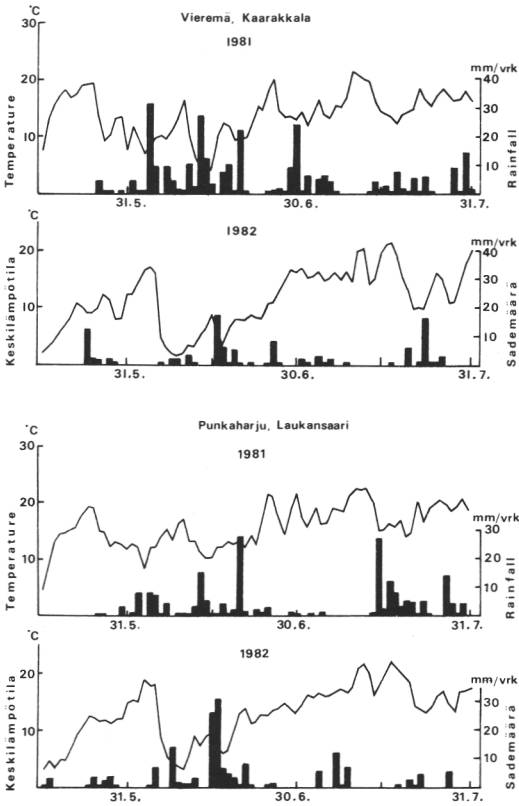 °C
Vieremä, Kaarakkala
30
1981
mm/vrk
20
40
30
10
20
10
Temperature
Rainfall
31.5.
30.6.
31.7.
°C
1982
mm/vrk
20
40
30
10
20
10
Keskilämpötila
Sademäärä
31.5.
30.6.
31.7.
°C
Punkaharju, Laukansaari
30
1981
20
mm/vrk
30
10
20
10
Temperature
Rainfall
31.5.
30.6.
31.7.
°C
1982
mm/vrk
20
30
10
20
10
Keskilämpötila
Sademäärä
31.5.
30.6.
31.7.